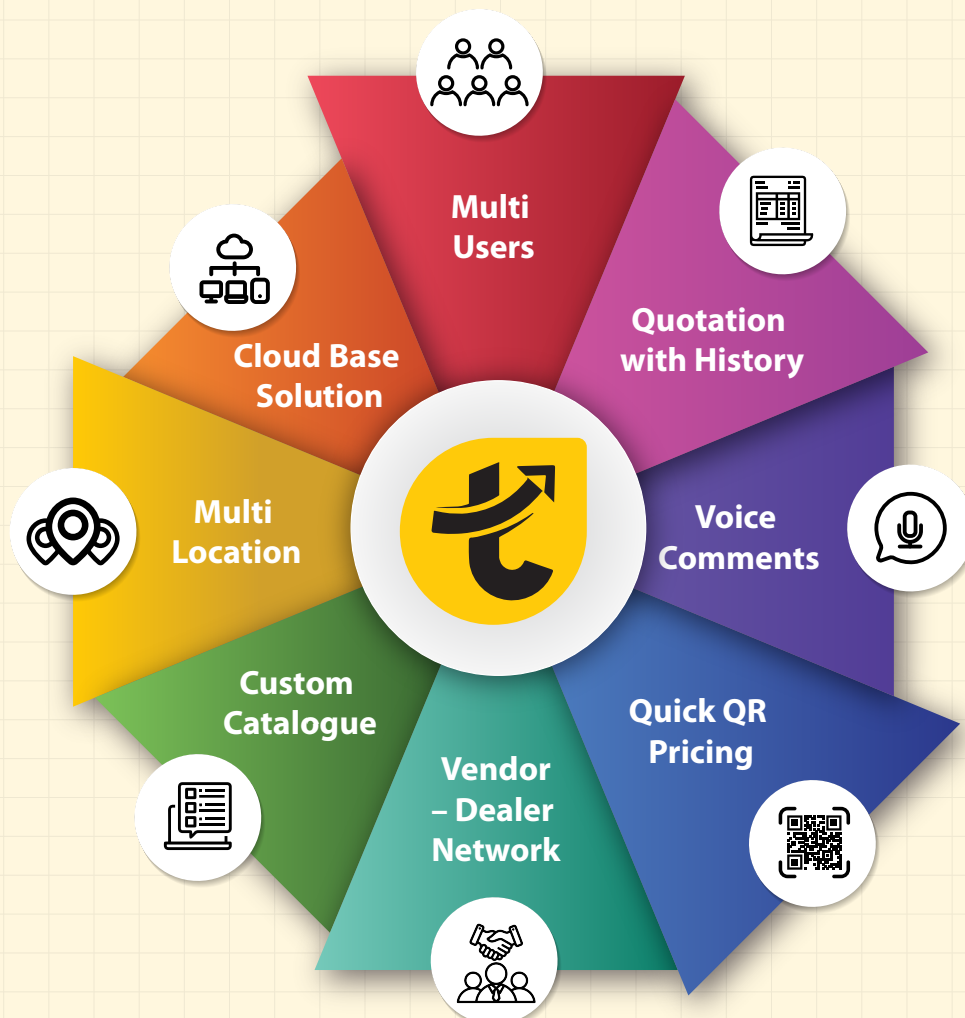 Multi
Users
Quotation
with History
Voice
Comments
Quick QR
Pricing
Vendor
– Dealer
Network
Custom
Catalogue
Multi
Location
Cloud Base
Solution
t